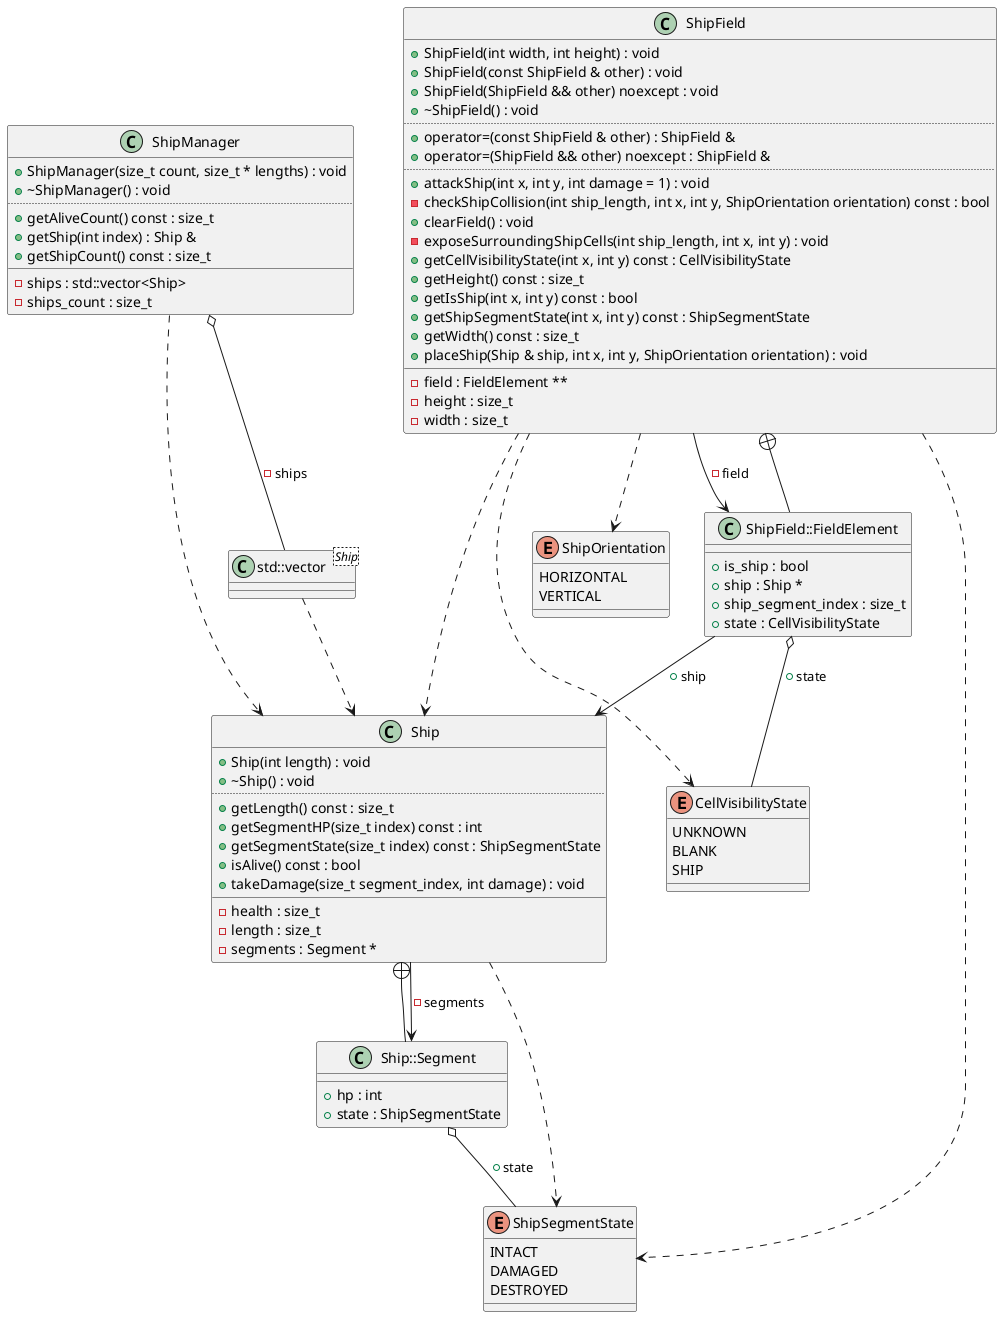 C ShipField
ShipField(int width, int height) : void
ShipField(const ShipField & other) : void
ShipField(ShipField && other) noexcept : void
~ShipField() : void
operator=(const ShipField & other) : ShipField &
operator=(ShipField && other) noexcept : ShipField &
attackShip(int x, int y, int damage = 1) : void
checkShipCollision(int ship_length, int x, int y, ShipOrientation orientation) const : bool
clearField() : void
exposeSurroundingShipCells(int ship_length, int x, int y) : void
getCellVisibilityState(int x, int y) const : CellVisibilityState
getHeight() const : size_t
getIsShip(int x, int y) const : bool
getShipSegmentState(int x, int y) const : ShipSegmentState
getWidth() const : size_t
placeShip(Ship & ship, int x, int y, ShipOrientation orientation) : void
field : FieldElement **
height : size_t
width : size_t
C ShipManager
ShipManager(size_t count, size_t * lengths) : void
~ShipManager() : void
getAliveCount() const : size_t
getShip(int index) : Ship &
getShipCount() const : size_t
ships : std::vector<Ship>
ships_count : size_t
ships
field
C std::vector
Ship
E ShipOrientation
HORIZONTAL
VERTICAL
C ShipField::FieldElement
is_ship : bool
ship : Ship *
ship_segment_index : size_t
state : CellVisibilityState
ship
state
C Ship
Ship(int length) : void
~Ship() : void
getLength() const : size_t
getSegmentHP(size_t index) const : int
getSegmentState(size_t index) const : ShipSegmentState
isAlive() const : bool
takeDamage(size_t segment_index, int damage) : void
health : size_t
length : size_t
segments : Segment *
E CellVisibilityState
UNKNOWN
BLANK
SHIP
segments
C Ship::Segment
hp : int
state : ShipSegmentState
state
E ShipSegmentState
INTACT
DAMAGED
DESTROYED